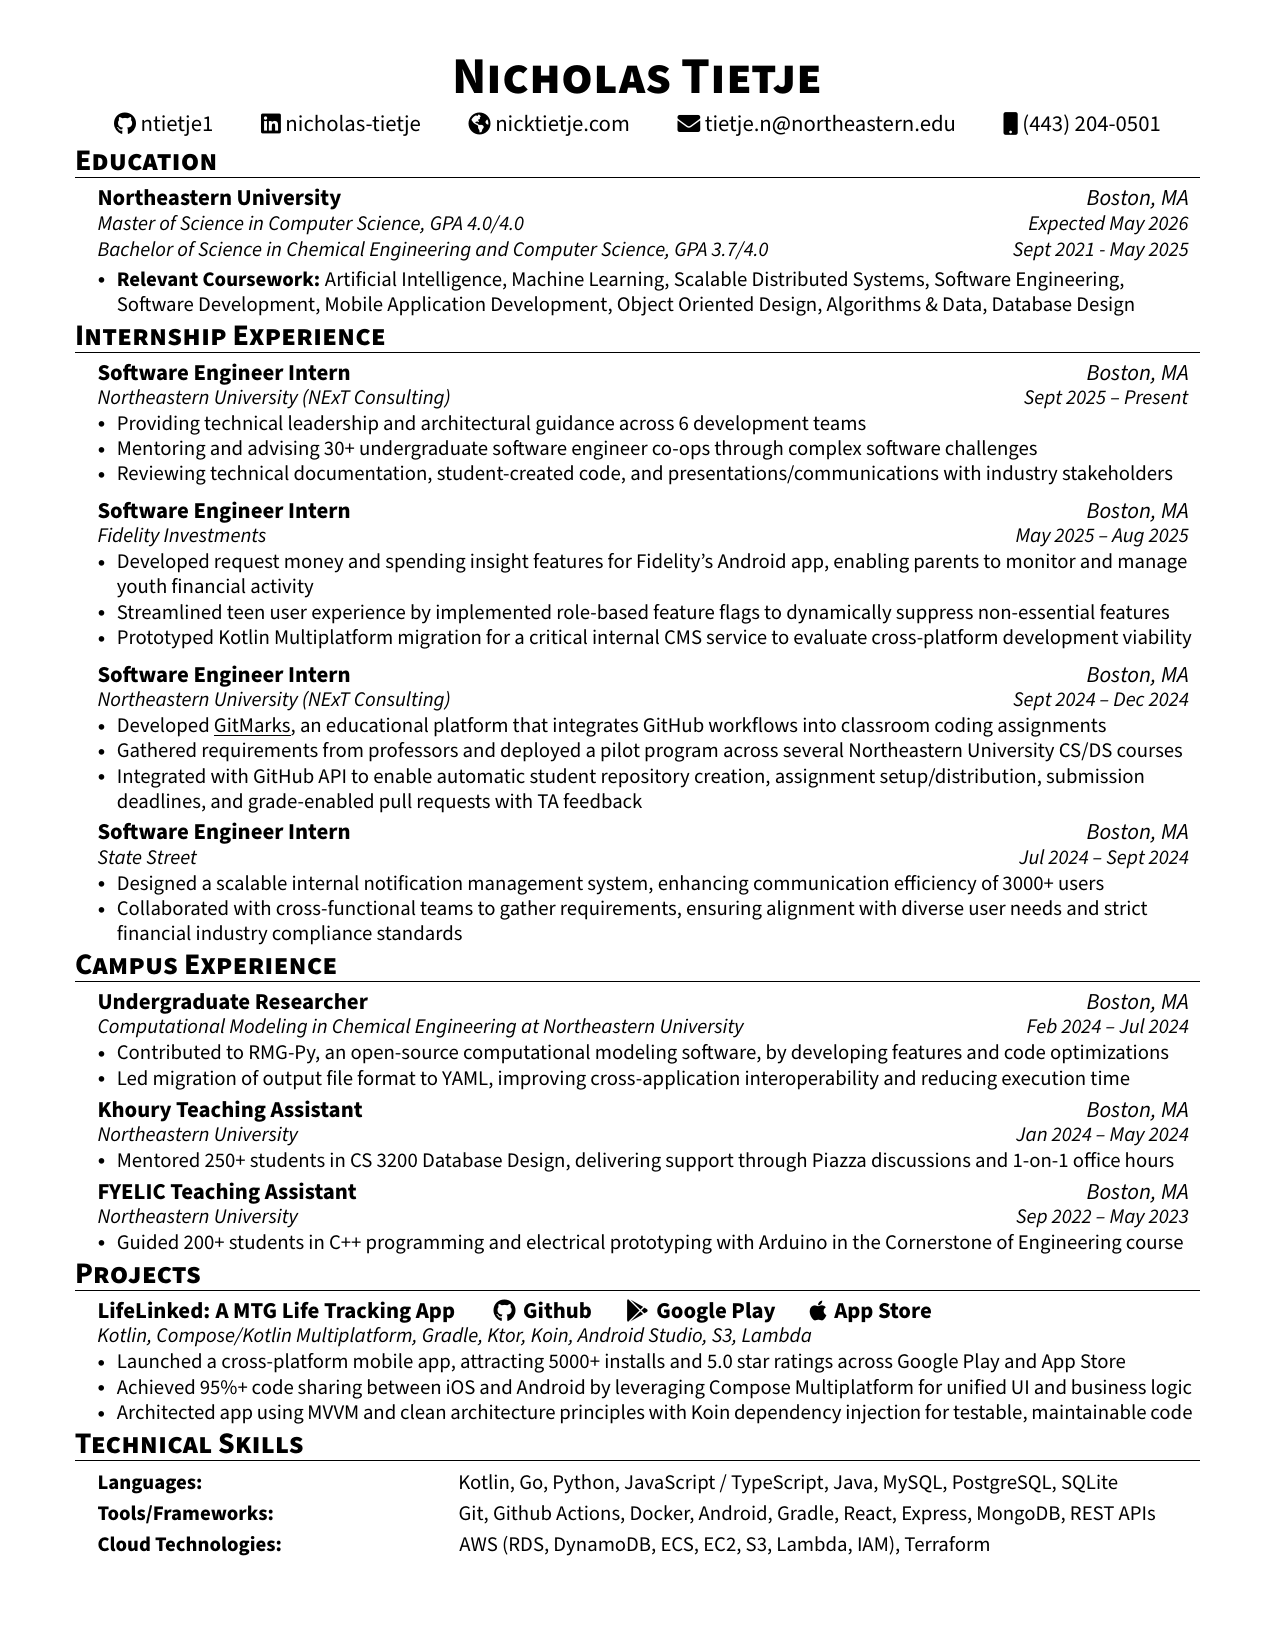 Nicholas Tietje
ntietje1 nicholas-tietje nicktietje.com tietje.n@northeastern.edu (443) 204-0501
Education
Northeastern University Boston, MA
Master of Science in Computer Science, GPA 4.0/4.0 Expected May 2026
Bachelor of Science in Chemical Engineering and Computer Science, GPA 3.7/4.0 Sept 2021 - May 2025
• Relevant Coursework: Artificial Intelligence, Machine Learning, Scalable Distributed Systems, Software Engineering,
Software Development, Mobile Application Development, Object Oriented Design, Algorithms & Data, Database Design
Internship Experience
Software Engineer Intern Boston, MA
Northeastern University (NExT Consulting) Sept 2025 – Present
• Providing technical leadership and architectural guidance across 6 development teams
• Mentoring and advising 30+ undergraduate software engineer co-ops through complex software challenges
• Reviewing technical documentation, student-created code, and presentations/communications with industry stakeholders
Software Engineer Intern Boston, MA
Fidelity Investments May 2025 – Aug 2025
• Developed request money and spending insight features for Fidelity’s Android app, enabling parents to monitor and manage
youth financial activity
• Streamlined teen user experience by implemented role-based feature flags to dynamically suppress non-essential features
• Prototyped Kotlin Multiplatform migration for a critical internal CMS service to evaluate cross-platform development viability
Software Engineer Intern Boston, MA
Northeastern University (NExT Consulting) Sept 2024 – Dec 2024
• Developed GitMarks, an educational platform that integrates GitHub workflows into classroom coding assignments
• Gathered requirements from professors and deployed a pilot program across several Northeastern University CS/DS courses
• Integrated with GitHub API to enable automatic student repository creation, assignment setup/distribution, submission
deadlines, and grade-enabled pull requests with TA feedback
Software Engineer Intern Boston, MA
State Street Jul 2024 – Sept 2024
• Designed a scalable internal notification management system, enhancing communication efficiency of 3000+ users
• Collaborated with cross-functional teams to gather requirements, ensuring alignment with diverse user needs and strict
financial industry compliance standards
Campus Experience
Undergraduate Researcher Boston, MA
Computational Modeling in Chemical Engineering at Northeastern University Feb 2024 – Jul 2024
• Contributed to RMG-Py, an open-source computational modeling software, by developing features and code optimizations
• Led migration of output file format to YAML, improving cross-application interoperability and reducing execution time
Khoury Teaching Assistant Boston, MA
Northeastern University Jan 2024 – May 2024
• Mentored 250+ students in CS 3200 Database Design, delivering support through Piazza discussions and 1-on-1 office hours
FYELIC Teaching Assistant Boston, MA
Northeastern University Sep 2022 – May 2023
• Guided 200+ students in C++ programming and electrical prototyping with Arduino in the Cornerstone of Engineering course
Projects
LifeLinked: A MTG Life Tracking App Github Google Play App Store
Kotlin, Compose/Kotlin Multiplatform, Gradle, Ktor, Koin, Android Studio, S3, Lambda
• Launched a cross-platform mobile app, attracting 5000+ installs and 5.0 star ratings across Google Play and App Store
• Achieved 95%+ code sharing between iOS and Android by leveraging Compose Multiplatform for unified UI and business logic
• Architected app using MVVM and clean architecture principles with Koin dependency injection for testable, maintainable code
Technical Skills
Languages: Kotlin, Go, Python, JavaScript / TypeScript, Java, MySQL, PostgreSQL, SQLite
Tools/Frameworks: Git, Github Actions, Docker, Android, Gradle, React, Express, MongoDB, REST APIs
Cloud Technologies: AWS (RDS, DynamoDB, ECS, EC2, S3, Lambda, IAM), Terraform